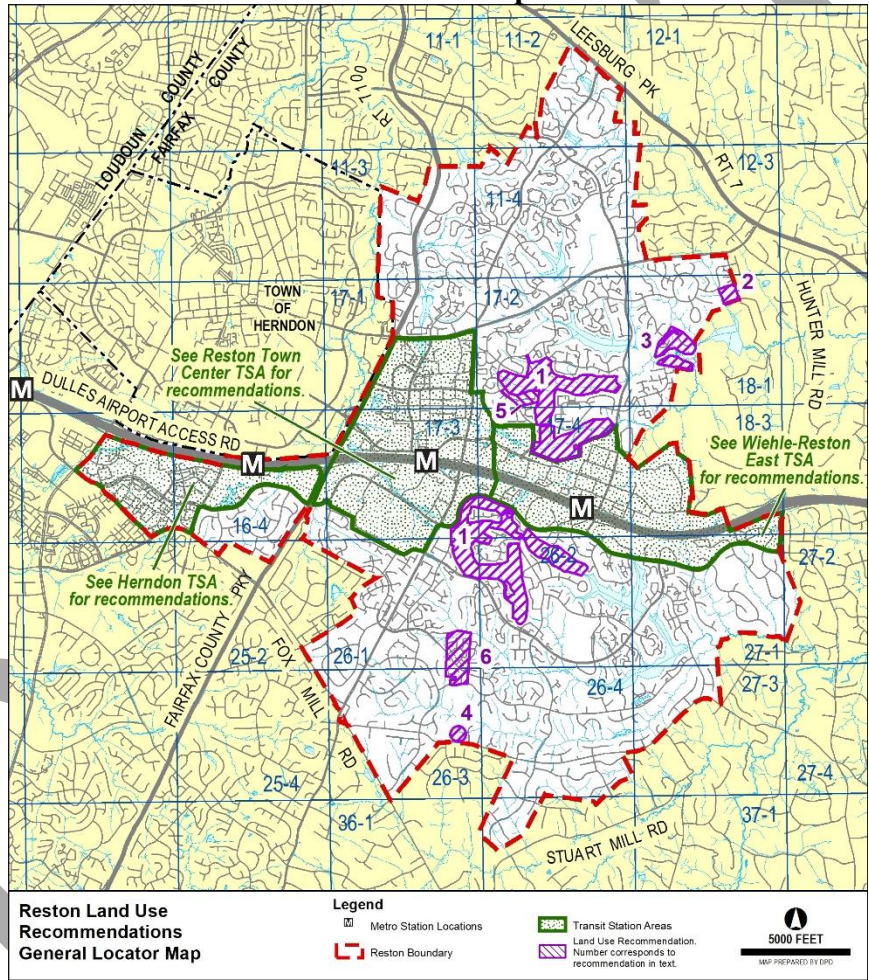 11-1
11-2
12-1
LEESBURG PK
LOUDOUN COUNTY
FAIRFAX COUNTY
RT 7100
11-3
RT 7
12-3
11-4
TOWN
OF
HERNDON
17-1
17-2
2
HUNTER MILL RD
3
See Reston Town
Center TSA for
recommendations.
18-1
1
5
18-3
M
DULLES AIRPORT ACCESS RD
17-3
17-4
See Wiehle-Reston
East TSA
for recommendations.
M
M
M
16-4
1
26-2
27-2
See Herndon TSA
for recommendations.
FAIRFAX COUNTY PKY
FOX MILL RD
25-2
26-1
6
26-4
27-1
27-3
4
25-4
26-3
27-4
36-1
37-1
STUART MILL RD
Reston Land Use
Recommendations
General Locator Map
Legend
M Metro Station Locations
Reston Boundary
Transit Station Areas
Land Use Recommendation.
Number corresponds to
recommendation in text.
5000 FEET
MAP PREPARED BY DPD